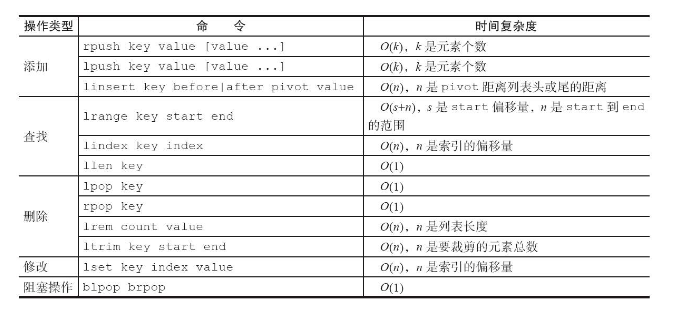 操作类型 命 令 时间复杂度
添加 rpush key value [value ...] O(k)，k 是元素个数
lpush key value [value ...] O(k)，k 是元素个数
linsert key before|after pivot value O(n)，n 是 pivot 距离列表头或尾的距离
查找 lrange key start end O(s+n)，s 是 start 偏移量，n 是 start 到 end
的范围
lindex key index O(n)，n 是索引的偏移量
llen key O(1)
删除 lpop key O(1)
rpop key O(1)
lrem count value O(n)，n 是列表长度
ltrim key start end O(n)，n 是要裁剪的元素总数
修改 lset key index value O(n)，n 是索引的偏移量
阻塞操作 blpop brpop O(1)